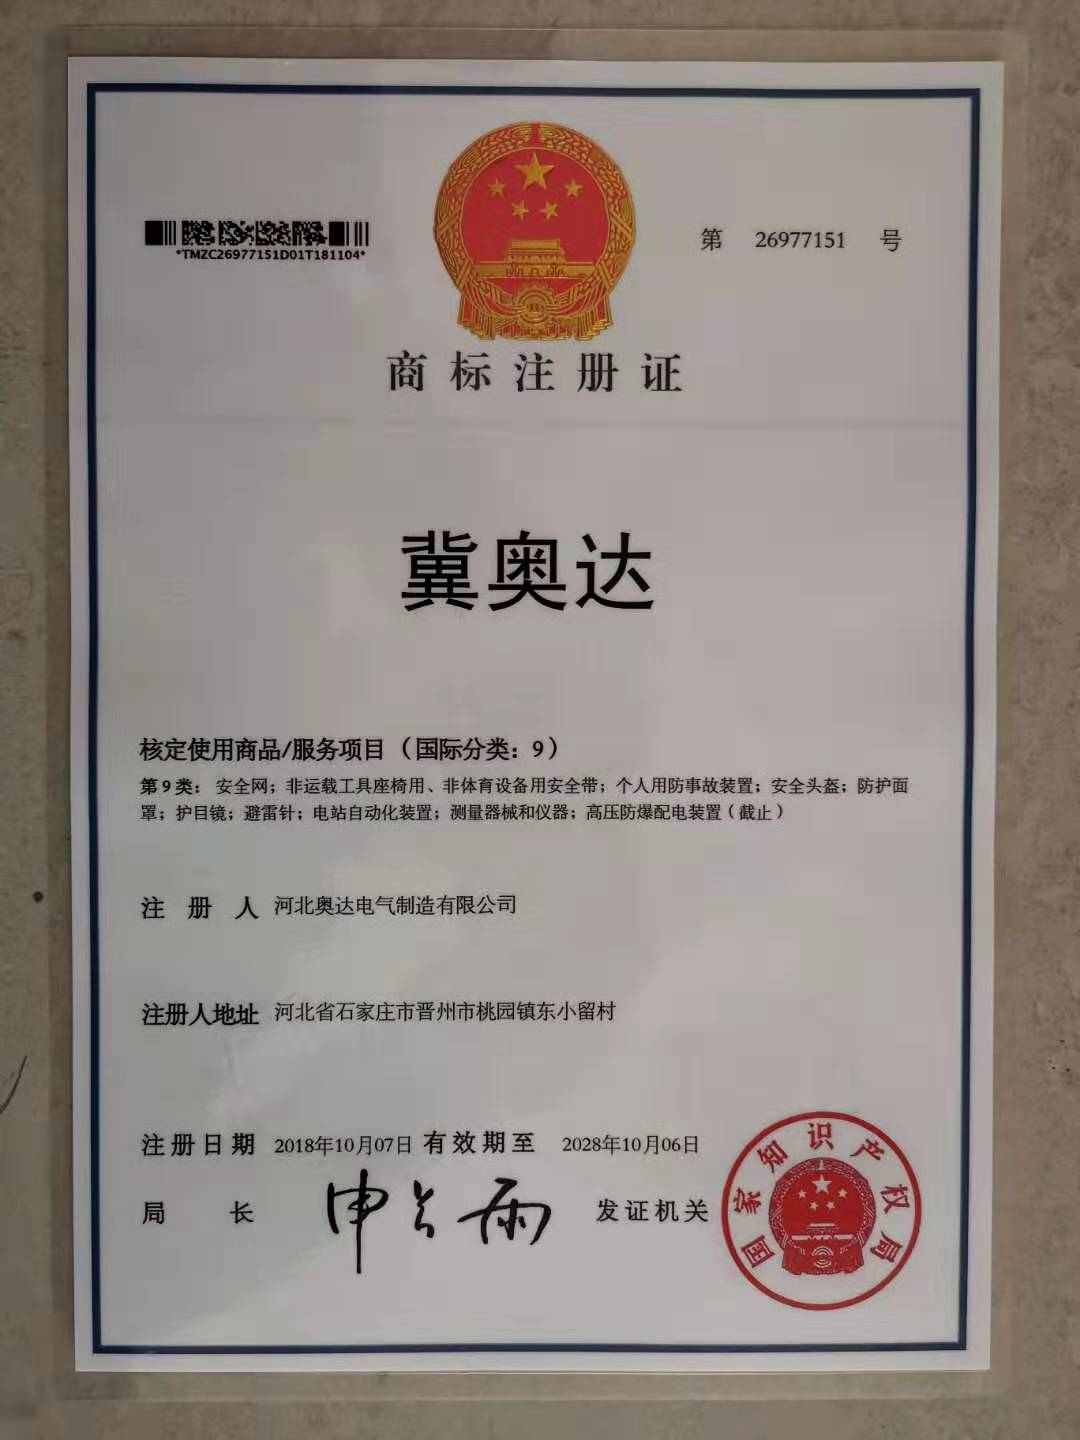 第 26977151 号
*TMZC26977151D01T181104*
商标注册证
冀奥达
核定使用商品/服务项目（国际分类：9）
第9类： 安全网；非运载工具座椅用、非体育设备用安全带；个人用防事故装置；安全头盔；防护面
罩；护目镜；避雷针；电站自动化装置；测量器械和仪器；高压防爆配电装置（截止）
注册人 河北奥达电气制造有限公司
注册人地址 河北省石家庄市晋州市桃园镇东小留村
注册日期 2018年10月07日 有效期至 2028年10月06日
局长 申长雨 发证机关
国家知识产权局